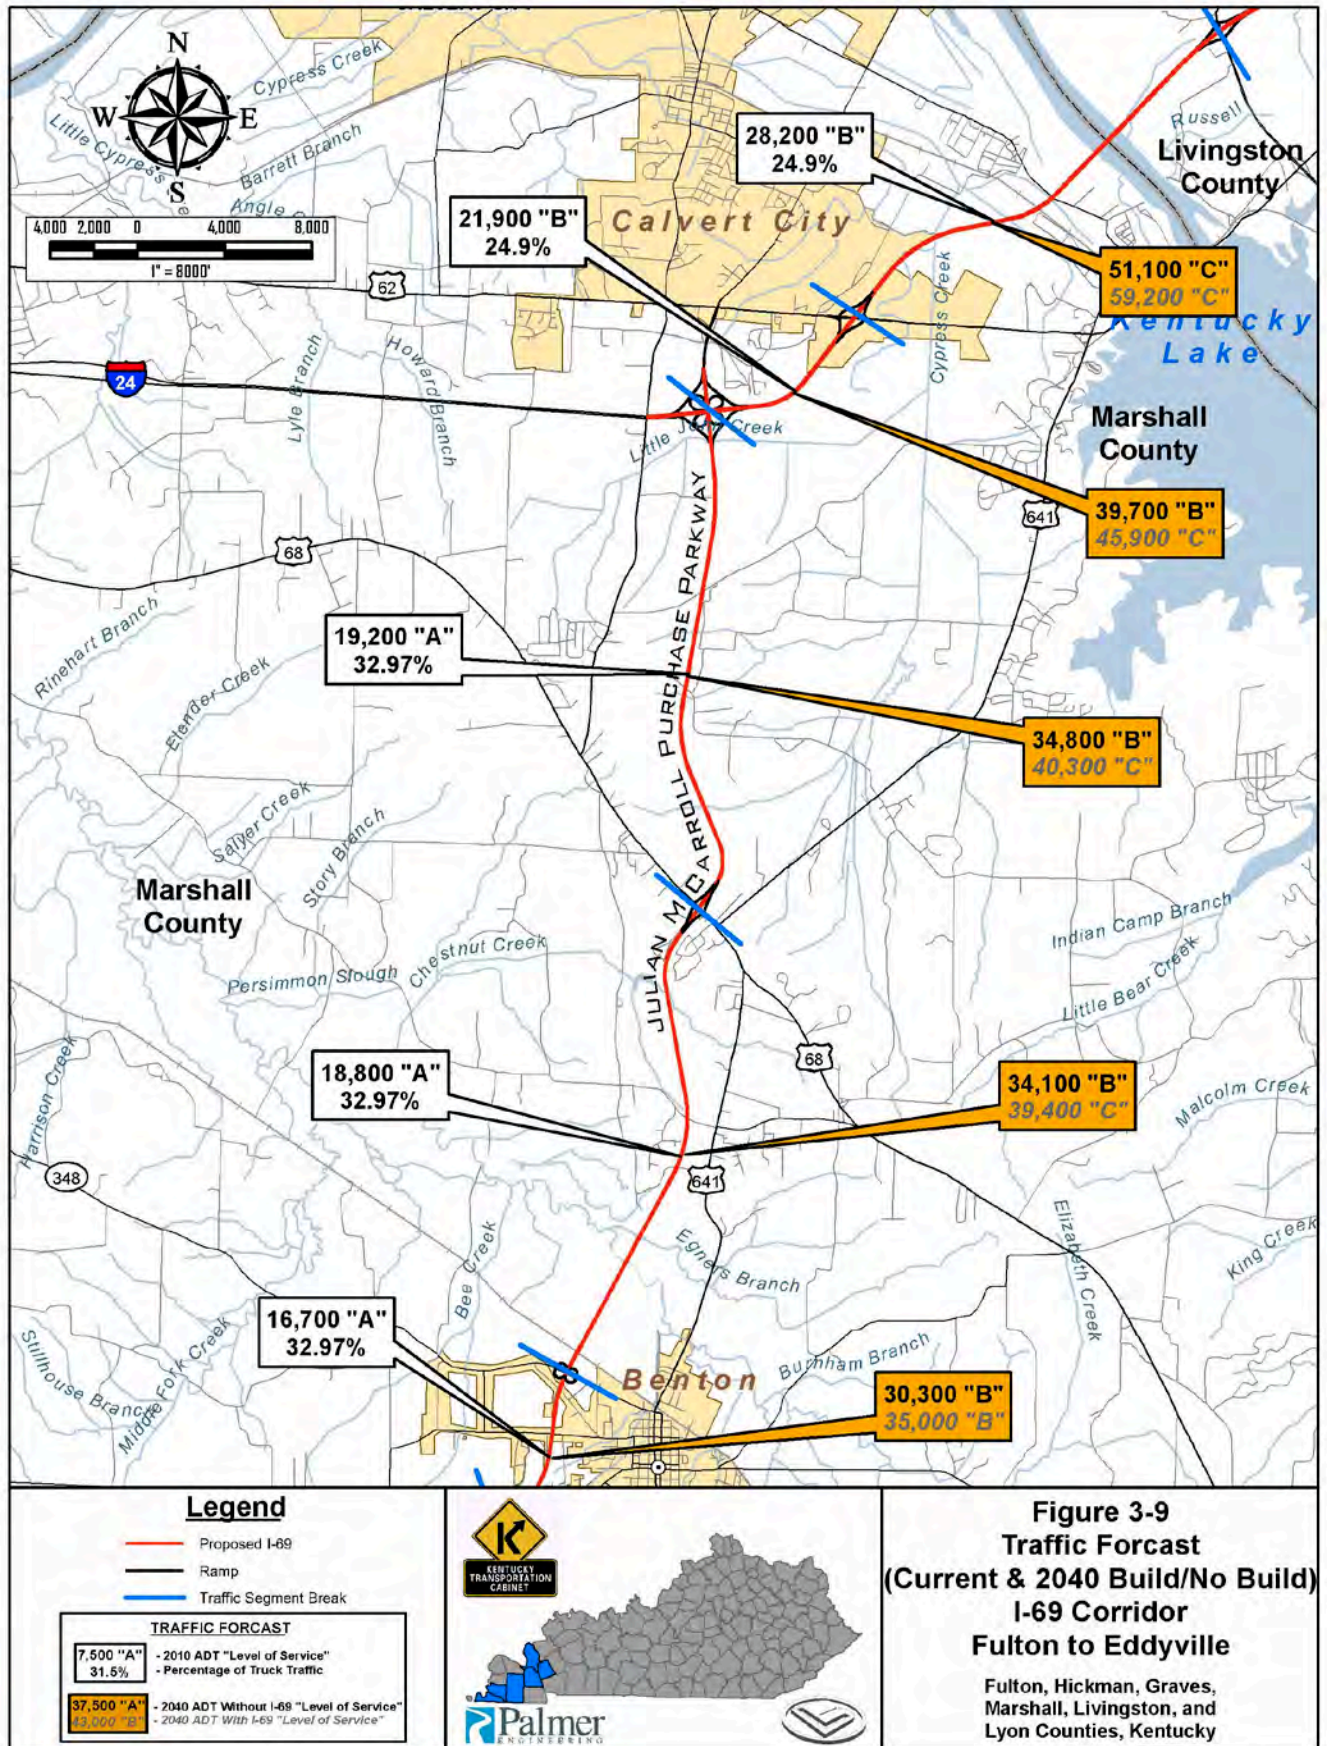 N
W
E
S
4,000 2,000 0 4,000 8,000
1" = 8000'
Cypress Creek
Little Cypress
Barrett Branch
Russell
Livingston
County
28,200 "B"
24.9%
21,900 "B"
24.9%
Calvert City
51,100 "C"
59,200 "C"
Kentucky
Lake
62
24
Lyle Branch
Howard Branch
Cypress Creek
Creek
Marshall
County
39,700 "B"
45,900 "C"
641
68
Rinehart Branch
Elender Creek
19,200 "A"
32.97%
JULIAN M CARROLL PURCHASE PARKWAY
34,800 "B"
40,300 "C"
Salyer Creek
Story Branch
Marshall
County
Chestnut Creek
Persimmon Slough
Indian Camp Branch
Little Bear Creek
Harrison Creek
18,800 "A"
32.97%
68
34,100 "B"
39,400 "C"
Malcolm Creek
348
641
Egners Branch
Elizabeth Creek
King Creek
Bee Creek
16,700 "A"
32.97%
Stillhouse Branch
Middle Fork Creek
Benton
Burnham Branch
30,300 "B"
35,000 "B"
Legend
Proposed I-69
Ramp
Traffic Segment Break
TRAFFIC FORCAST
7,500 "A" - 2010 ADT "Level of Service"
31.5% - Percentage of Truck Traffic
37,500 "A" - 2040 ADT Without I-69 "Level of Service"
43,000 "B" - 2040 ADT With I-69 "Level of Service"
KENTUCKY
TRANSPORTATION
CABINET
Palmer
ENGINEERING
Figure 3-9
Traffic Forcast
(Current & 2040 Build/No Build)
I-69 Corridor
Fulton to Eddyville
Fulton, Hickman, Graves,
Marshall, Livingston, and
Lyon Counties, Kentucky